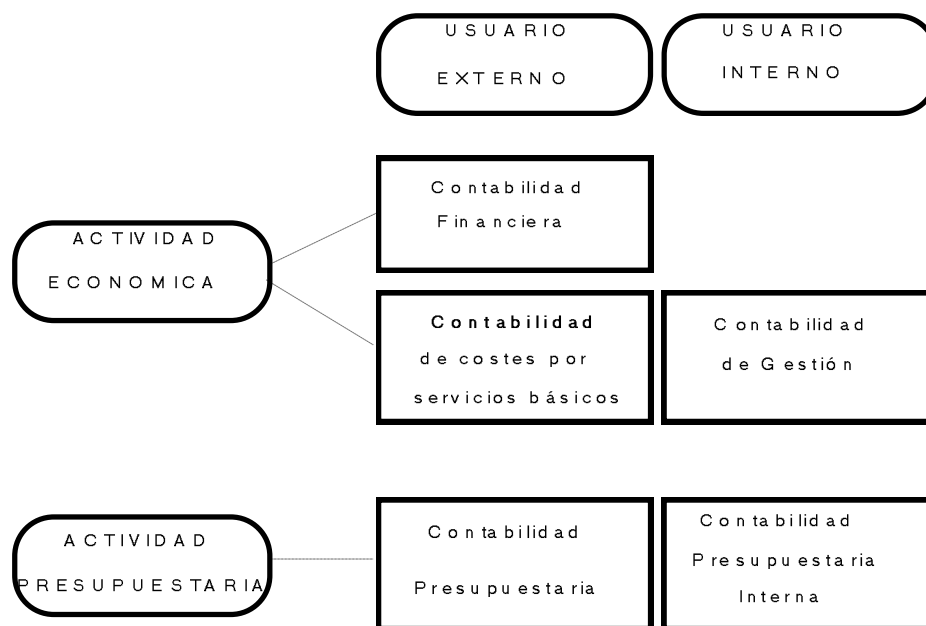 USUARIO
EXTERNO
USUARIO
INTERNO
Contabilidad
Financiera
ACTIVIDAD
ECONOMICA
Contabilidad
de costes por
servicios básicos
Contabilidad
de Gestión
ACTIVIDAD
PRESUPUESTARIA
Contabilidad
Presupuestaria
Contabilidad
Presupuestaria
Interna